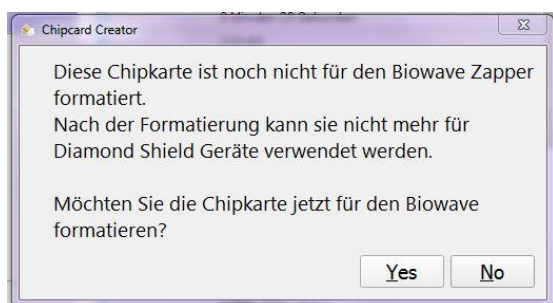 Chipcard Creator
Diese Chipkarte ist noch nicht für den Biowave Zapper
formatiert.
Nach der Formatierung kann sie nicht mehr für
Diamond Shield Geräte verwendet werden.
Möchten Sie die Chipkarte jetzt für den Biowave
formatieren?
Yes No